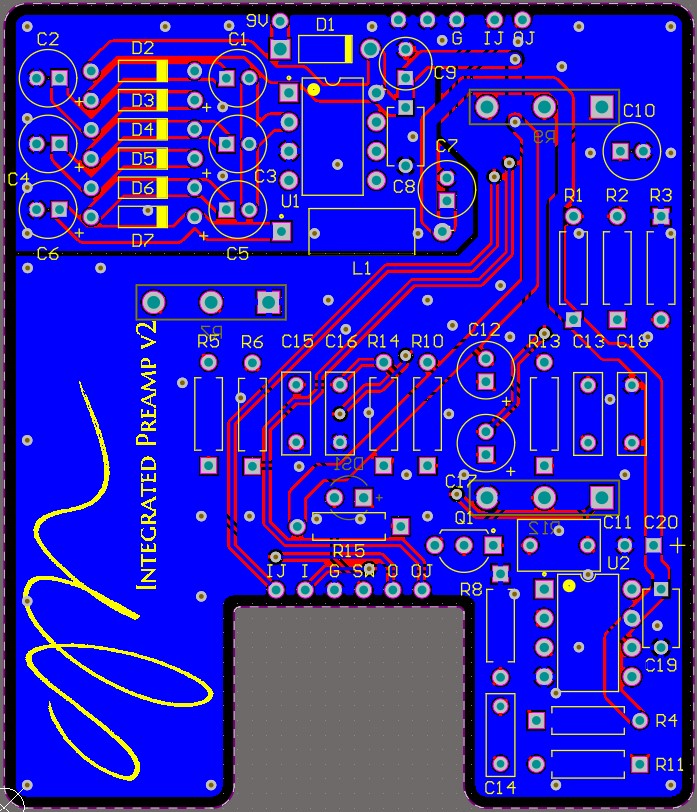 9V
D1
G IJ OJ
C2
D2
C1
C9
D3
D4
D5
D6
D7
C4
C6
C3
C5
U1
C8
C7
L1
R9
C10
R1 R2 R3
INTEGRATED PREAMP V2
R5 R6 C15 C16 R14 R10 C12 R13 C13 C18
DS1
C17
R15
Q1
R12
C11 C20
IJ I G SW O OJ
R8
U2
C19
R4
R11
C14